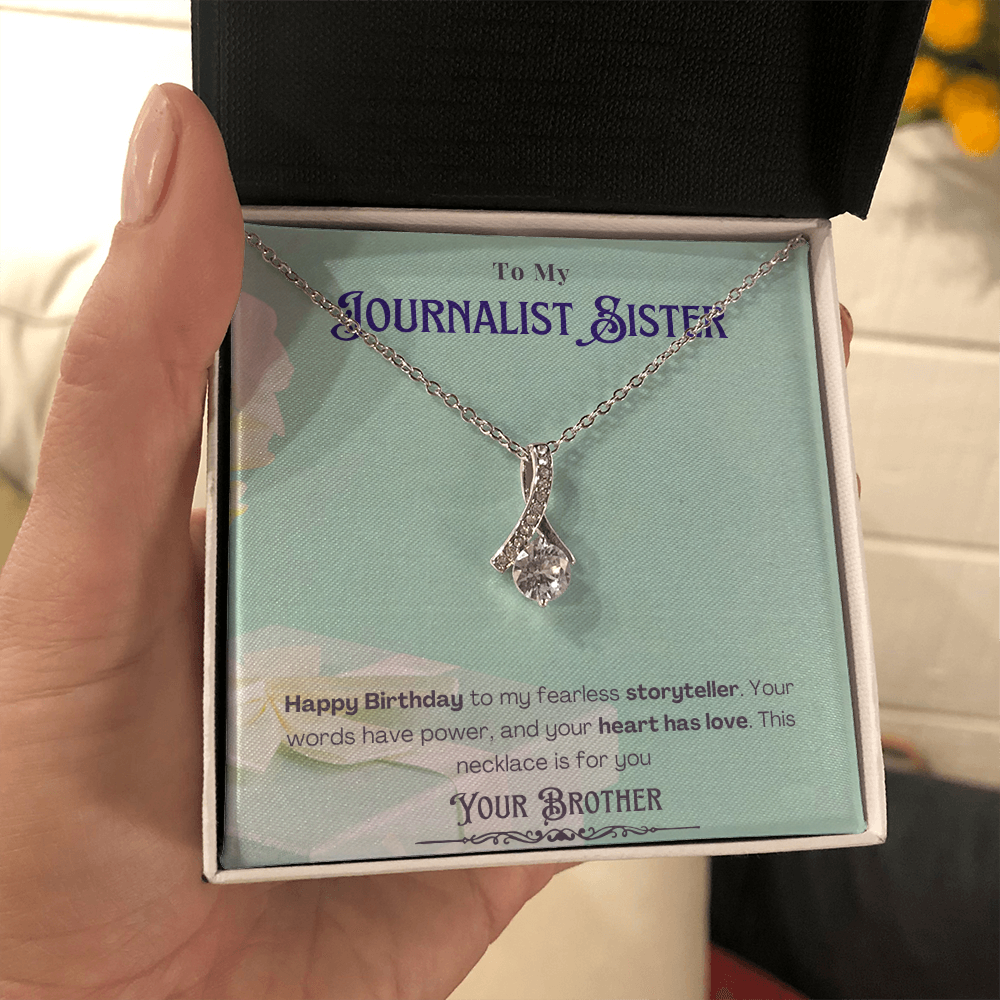 To My
Journalist Sister
Happy Birthday to my fearless storyteller. Your
words have power, and your heart has love. This
necklace is for you
Your Brother